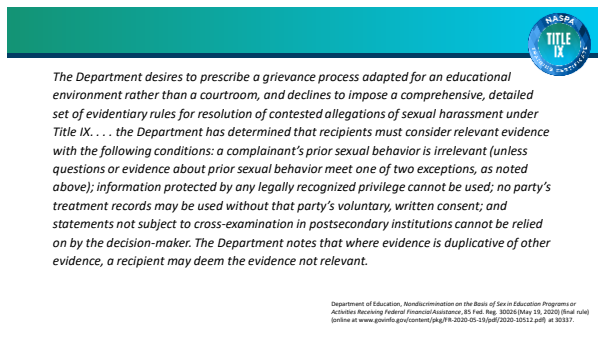 NASPA
TITLE
IX
TRAINING CERTIFICATE
The Department desires to prescribe a grievance process adapted for an educational
environment rather than a courtroom, and declines to impose a comprehensive, detailed
set of evidentiary rules for resolution of contested allegations of sexual harassment under
Title IX. . . . the Department has determined that recipients must consider relevant evidence
with the following conditions: a complainant’s prior sexual behavior is irrelevant (unless
questions or evidence about prior sexual behavior meet one of two exceptions, as noted
above); information protected by any legally recognized privilege cannot be used; no party’s
treatment records may be used without that party’s voluntary, written consent; and
statements not subject to cross-examination in postsecondary institutions cannot be relied
on by the decision-maker. The Department notes that where evidence is duplicative of other
evidence, a recipient may deem the evidence not relevant.
Department of Education, Nondiscrimination on the Basis of Sex in Education Programs or
Activities Receiving Federal Financial Assistance, 85 Fed. Reg. 30026 (May 19, 2020) (final rule)
(online at www.govinfo.gov/content/pkg/FR-2020-05-19/pdf/2020-10512.pdf) at 30337.